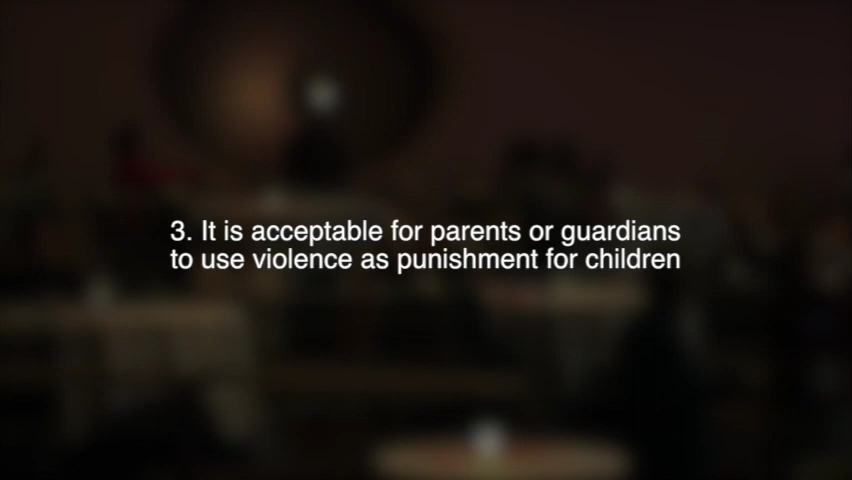 3. It is acceptable for parents or guardians
to use violence as punishment for children